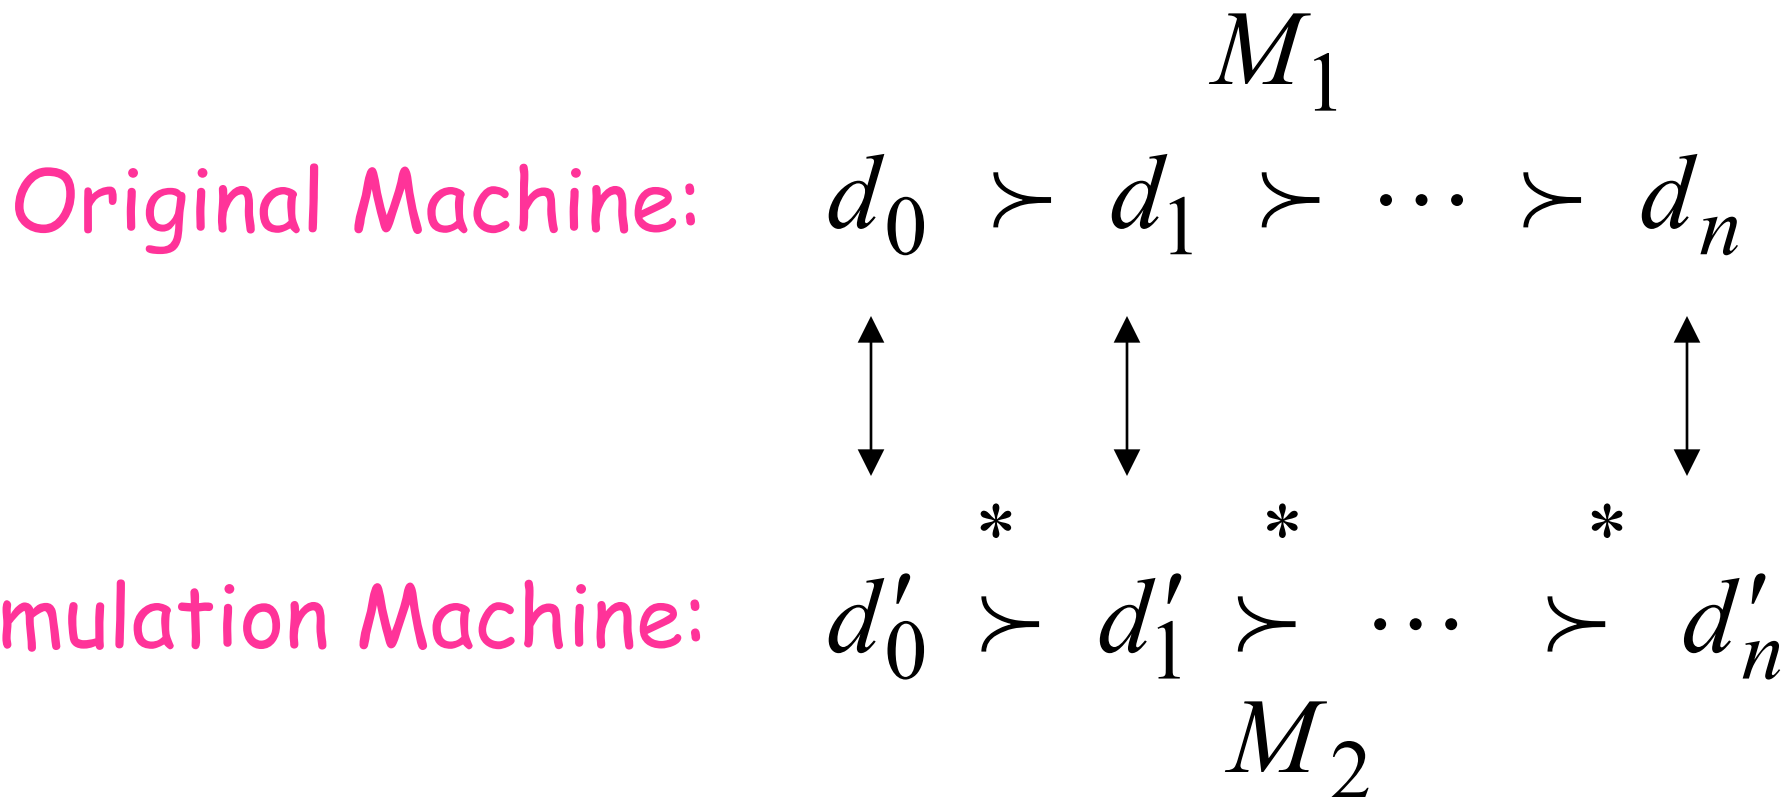 M₁
Original Machine: d₀ ≻ d₁ ≻ ⋯ ≻ dₙ
* * *
mulation Machine: d′₀ ≻ d′₁ ≻ ⋯ ≻ d′ₙ
M₂